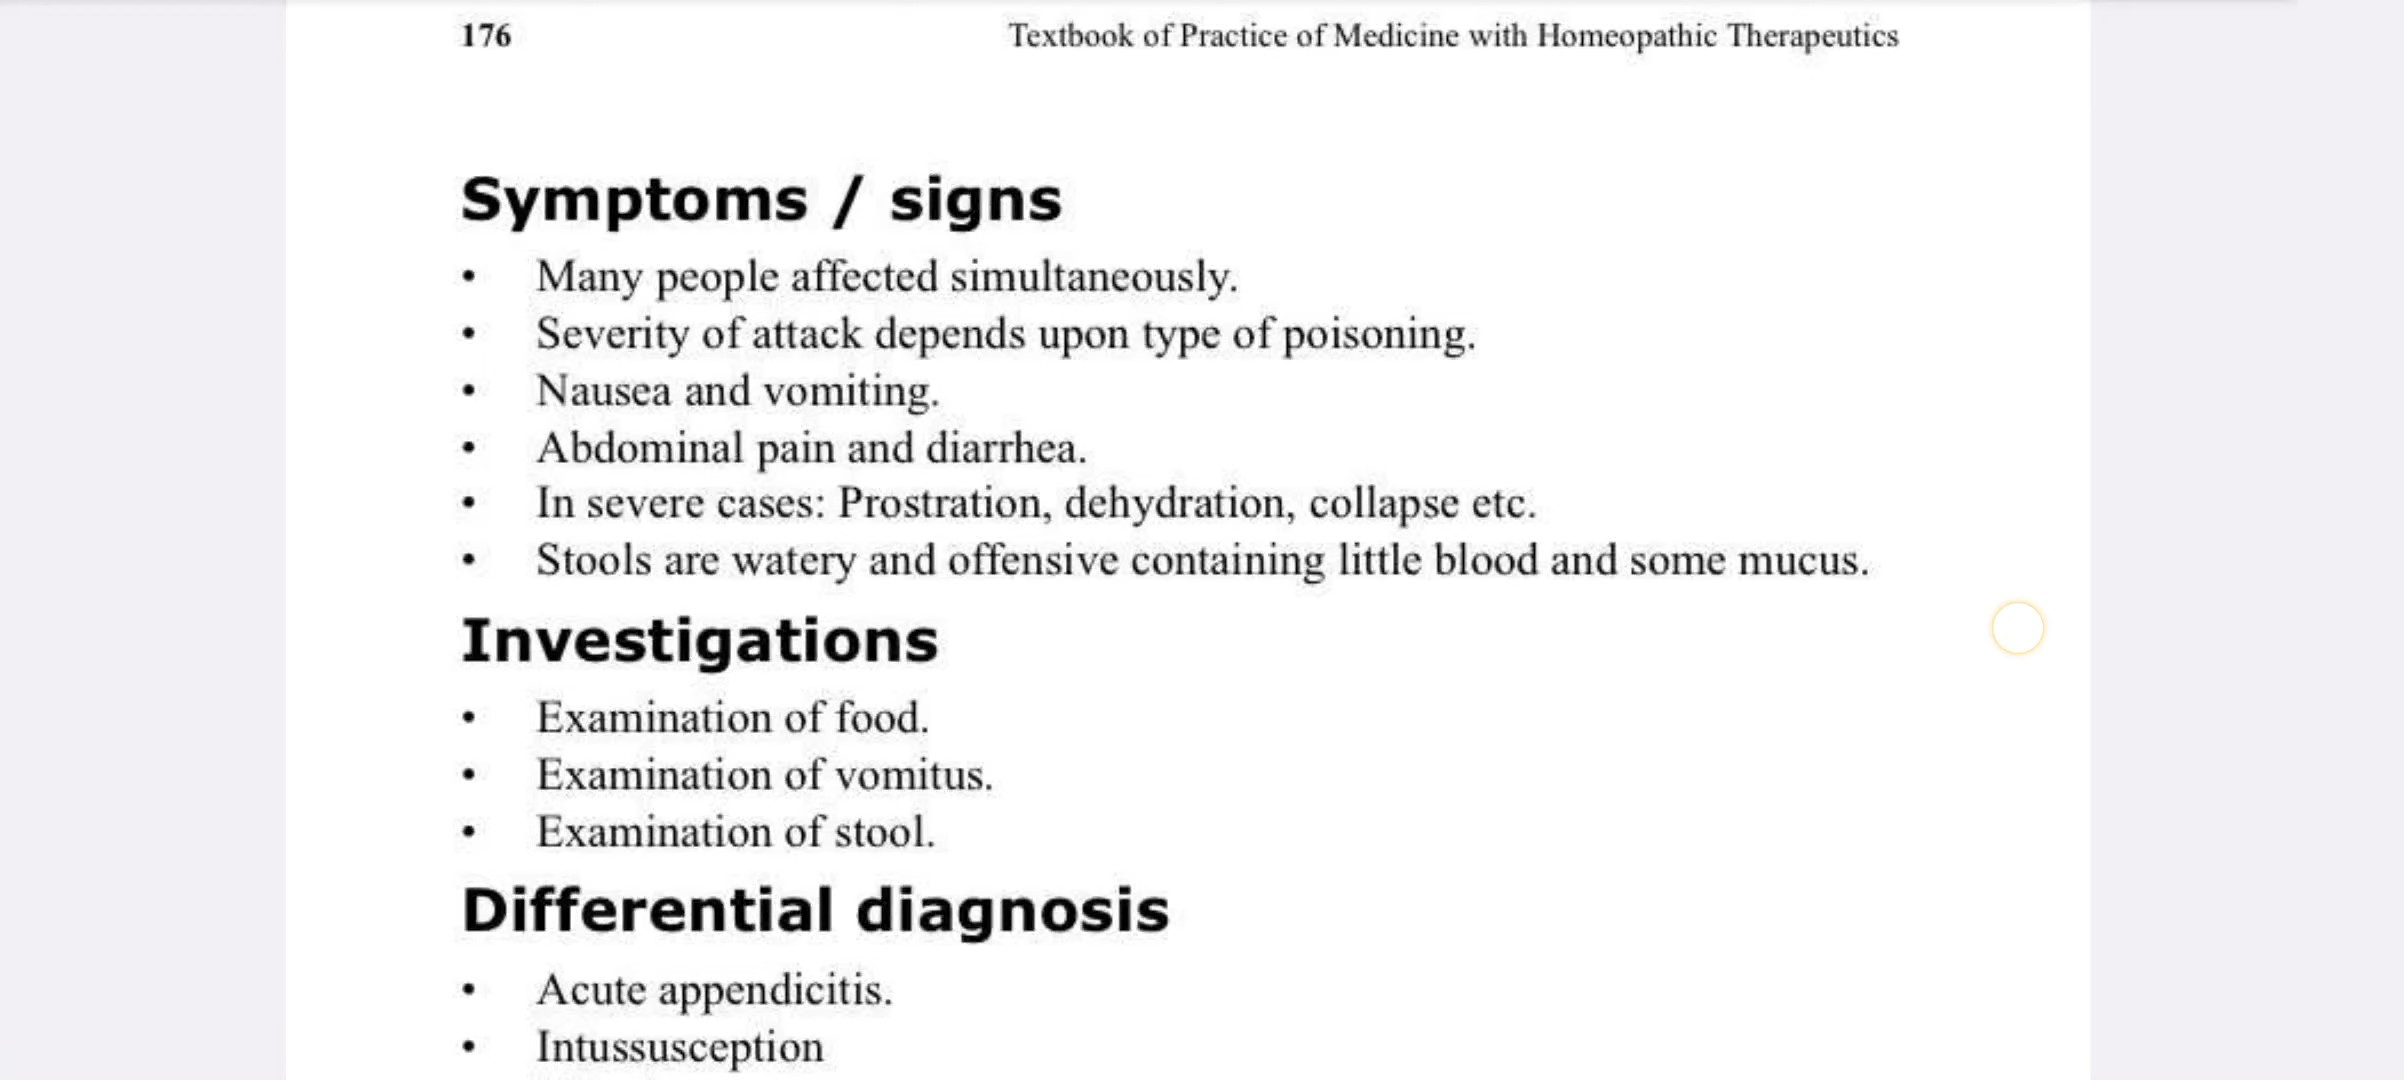 176 Textbook of Practice of Medicine with Homeopathic Therapeutics
Symptoms / signs
• Many people affected simultaneously.
• Severity of attack depends upon type of poisoning.
• Nausea and vomiting.
• Abdominal pain and diarrhea.
• In severe cases: Prostration, dehydration, collapse etc.
• Stools are watery and offensive containing little blood and some mucus.
Investigations
• Examination of food.
• Examination of vomitus.
• Examination of stool.
Differential diagnosis
• Acute appendicitis.
• Intussusception